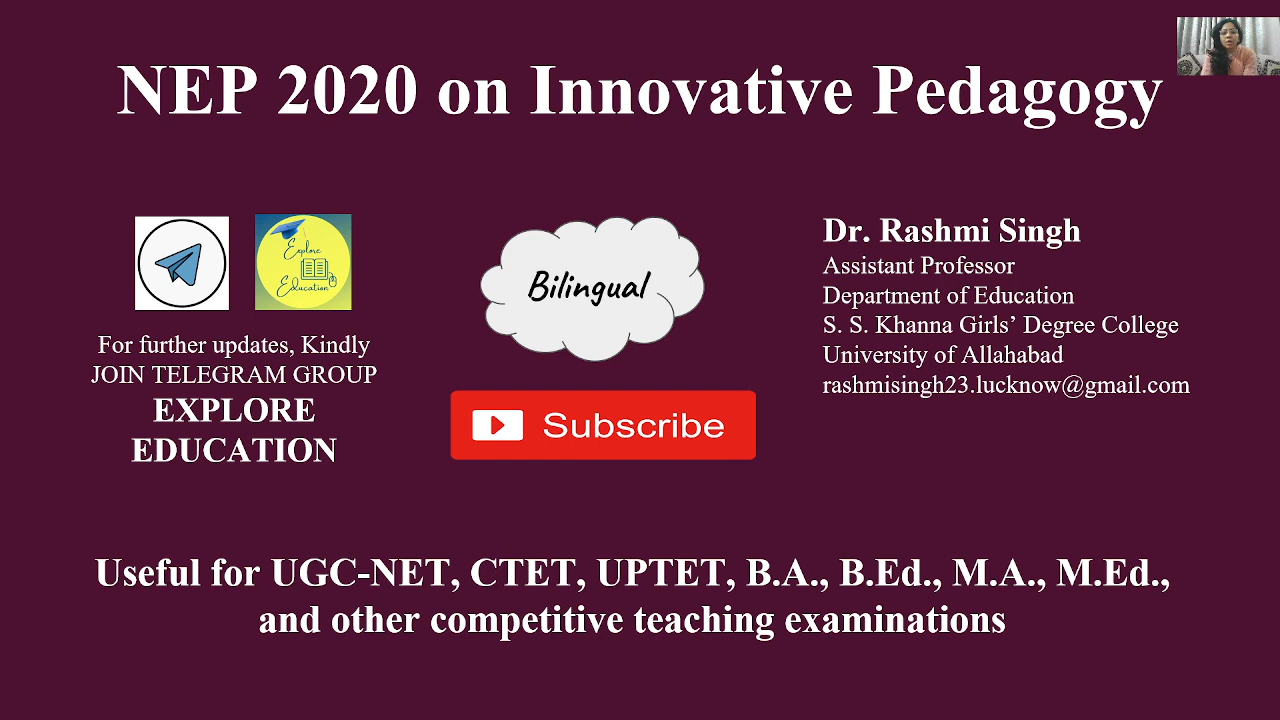 NEP 2020 on Innovative Pedagogy
Explore
Education
For further updates, Kindly
JOIN TELEGRAM GROUP
EXPLORE
EDUCATION
Bilingual
Subscribe
Dr. Rashmi Singh
Assistant Professor
Department of Education
S. S. Khanna Girls’ Degree College
University of Allahabad
rashmisingh23.lucknow@gmail.com
Useful for UGC-NET, CTET, UPTET, B.A., B.Ed., M.A., M.Ed.,
and other competitive teaching examinations